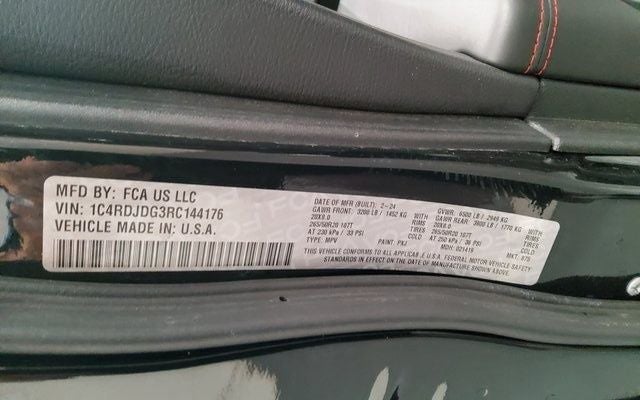 MFD BY: FCA US LLC
VIN: 1C4RDJDG3RC144176
VEHICLE MADE IN: U.S.A.
DATE OF MFR (BUILT): 2-24 GVWR: 6500 LB / 2949 KG
GAWR FRONT: 3200 LB / 1452 KG WITH GAWR REAR: 3900 LB / 1770 KG WITH
20X8.0 RIMS 20X8.0 RIMS
265/50R20 107T TIRES 265/50R20 107T TIRES
AT 230 kPa / 33 PSI COLD AT 250 kPa / 36 PSI COLD
TYPE: MPV PAINT: PXJ MDH: 021419 MKT:
THIS VEHICLE CONFORMS TO ALL APPLICABLE U.S.A. FEDERAL MOTOR VEHICLE SAFETY
STANDARDS IN EFFECT ON THE DATE OF MANUFACTURE SHOWN ABOVE.